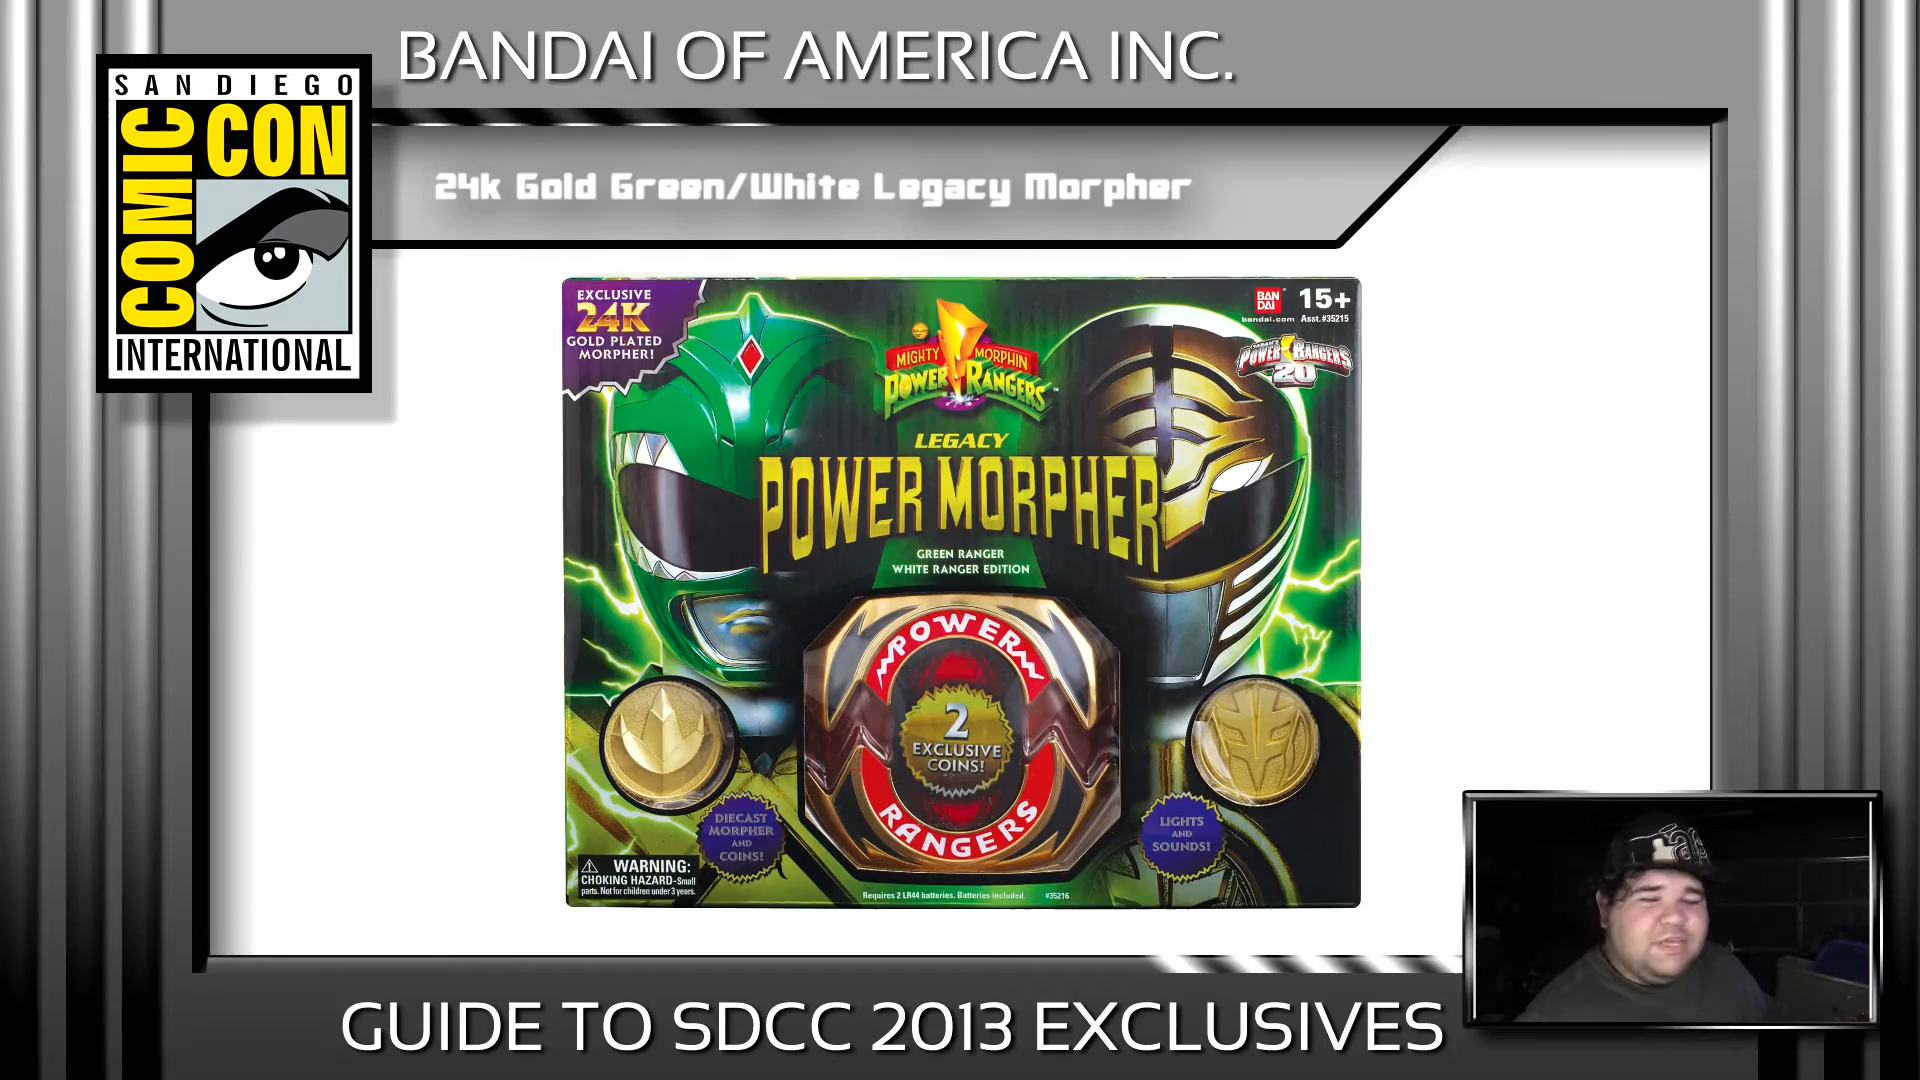 BANDAI OF AMERICA INC.
SAN DIEGO
COMIC
CON
INTERNATIONAL
24k Gold Green/White Legacy Morpher
EXCLUSIVE
24K
GOLD PLATED
MORPHER!
BAN
DAI
bandai.com
15+
Asst.#35215
MIGHTY MORPHIN
POWER RANGERS
POWER RANGERS
20
LEGACY
POWER MORPHER
GREEN RANGER
WHITE RANGER EDITION
POWER
2
EXCLUSIVE
COINS!
RANGERS
DIECAST
MORPHER
AND
COINS!
LIGHTS
AND
SOUNDS!
WARNING:
CHOKING HAZARD-Small
parts. Not for children under 3 years.
Requires 2 LR44 batteries. Batteries included.
#35216
GUIDE TO SDCC 2013 EXCLUSIVES